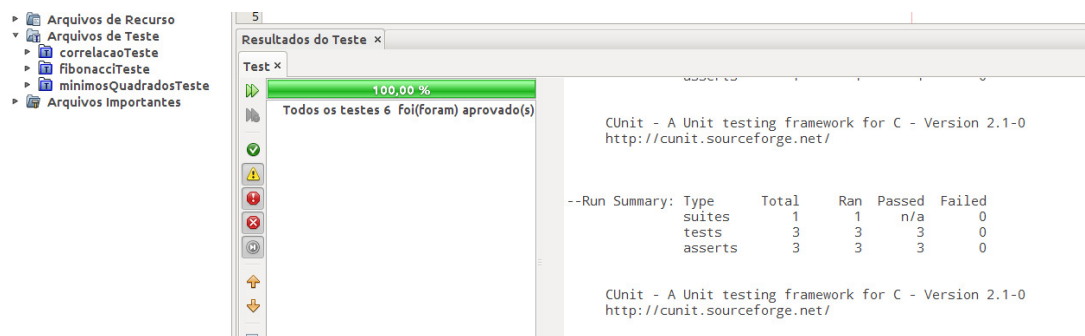 Arquivos de Recurso
Arquivos de Teste
correlacaoTeste
fibonacciTeste
minimosQuadradosTeste
Arquivos Importantes
5
Resultados do Teste ×
Test ×
100,00 %
Todos os testes 6 foi(foram) aprovado(s)
asserts
CUnit - A Unit testing framework for C - Version 2.1-0
http://cunit.sourceforge.net/
--Run Summary: Type Total Ran Passed Failed
suites 1 1 n/a 0
tests 3 3 3 0
asserts 3 3 3 0
CUnit - A Unit testing framework for C - Version 2.1-0
http://cunit.sourceforge.net/